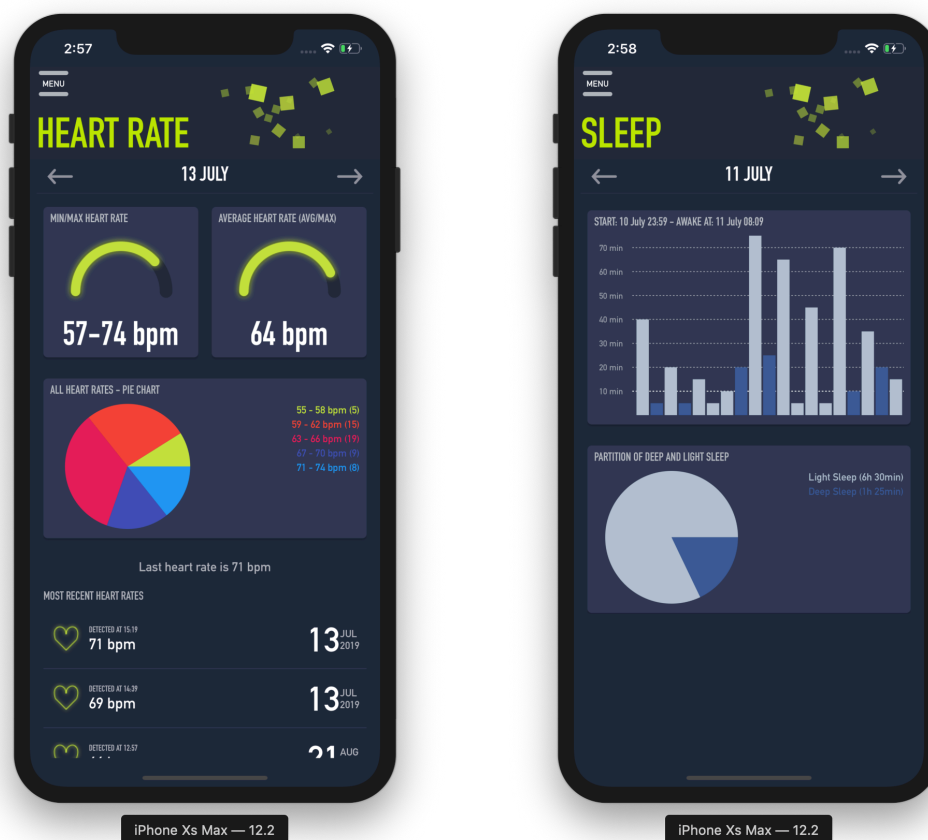 2:57
MENU
HEART RATE
13 JULY
MIN/MAX HEART RATE
57-74 bpm
AVERAGE HEART RATE (AVG/MAX)
64 bpm
ALL HEART RATES - PIE CHART
55 - 58 bpm (5)
59 - 62 bpm (15)
63 - 66 bpm (19)
67 - 70 bpm (9)
71 - 74 bpm (8)
Last heart rate is 71 bpm
MOST RECENT HEART RATES
DETECTED AT 15:19
71 bpm
13 JUL 2019
DETECTED AT 14:39
69 bpm
13 JUL 2019
DETECTED AT 12:57
21 AUG
iPhone Xs Max — 12.2
2:58
MENU
SLEEP
11 JULY
START: 10 July 23:59 - AWAKE AT: 11 July 08:09
70 min
60 min
50 min
40 min
30 min
20 min
10 min
PARTITION OF DEEP AND LIGHT SLEEP
Light Sleep (6h 30min)
Deep Sleep (1h 25min)
iPhone Xs Max — 12.2